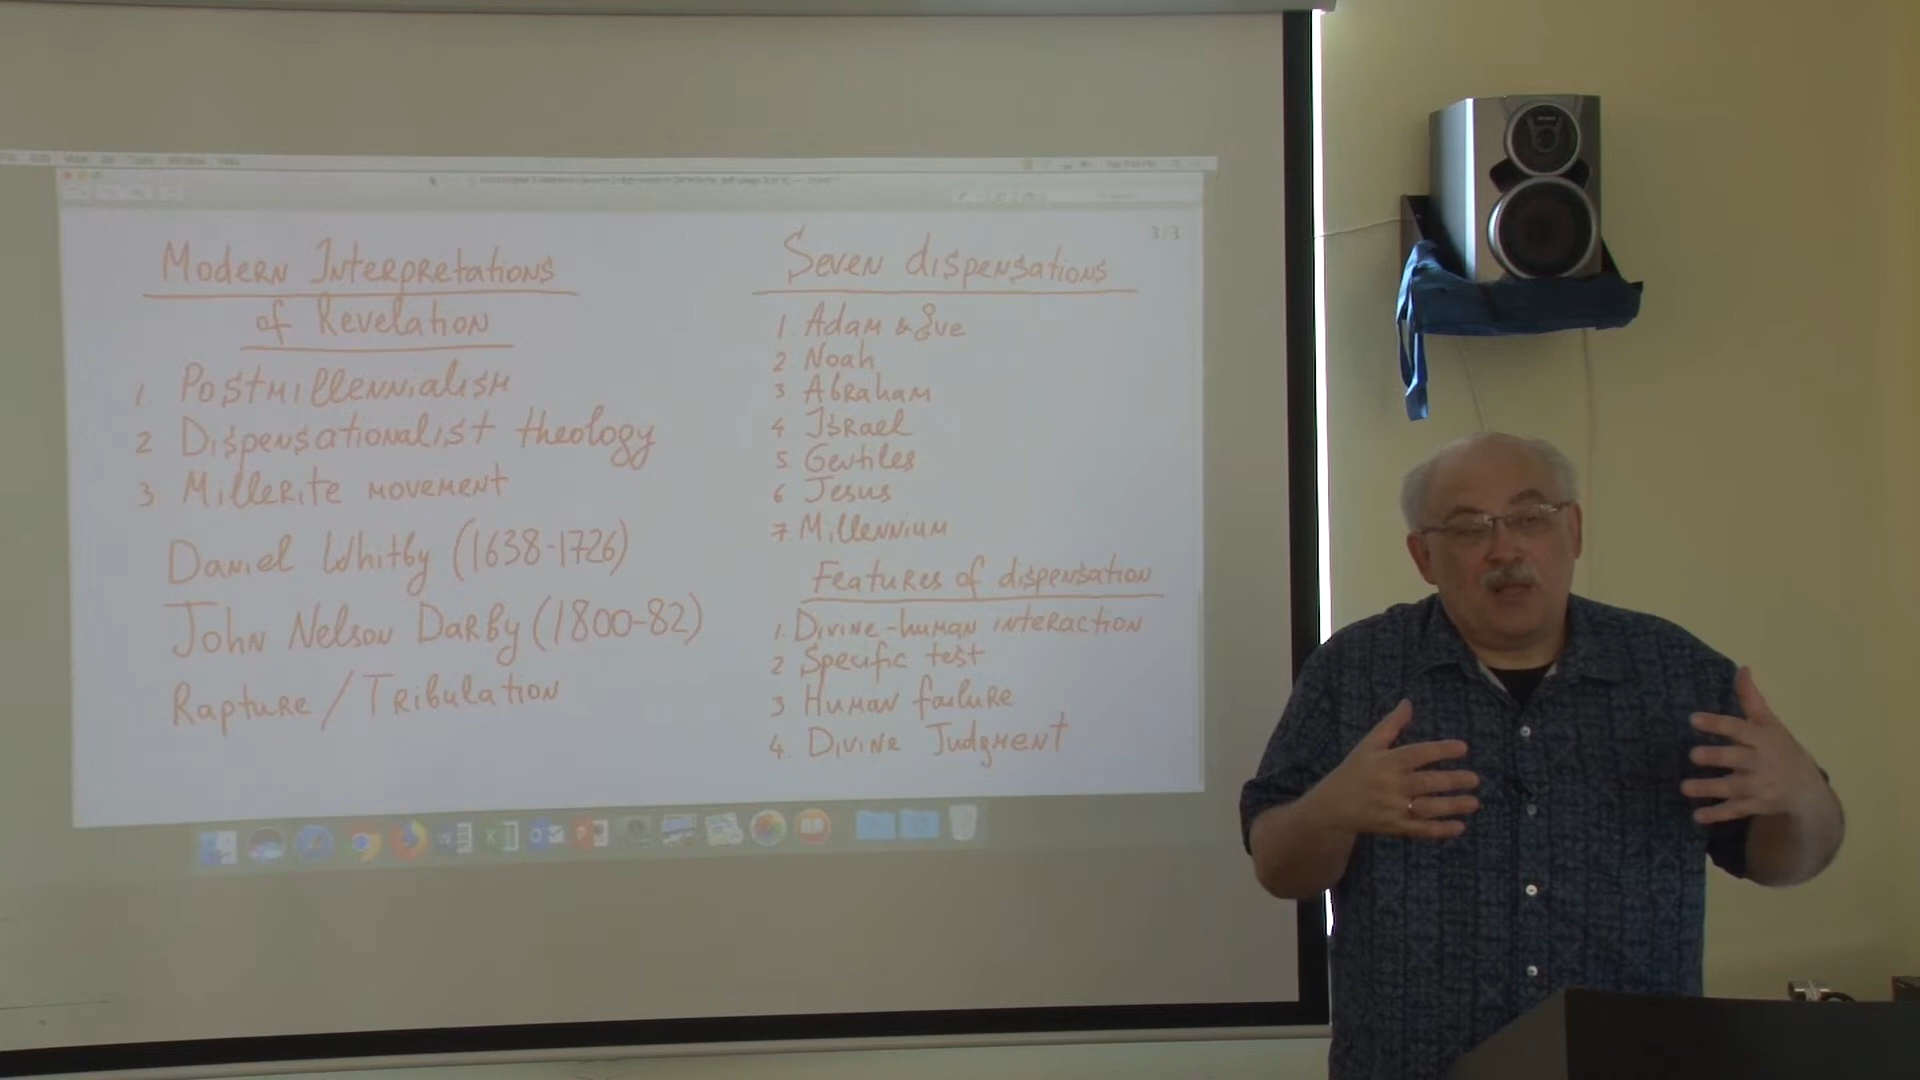 Modern Interpretations
of Revelation
1 Postmillennialism
2 Dispensationalist theology
3 Millerite movement
Daniel Whitby (1638-1726)
John Nelson Darby (1800-82)
Rapture / Tribulation
3/3
Seven dispensations
1 Adam & Eve
2 Noah
3 Abraham
4 Israel
5 Gentiles
6 Jesus
7 Millennium
Features of dispensation
1. Divine-human interaction
2 Specific test
3 Human failure
4. Divine Judgment